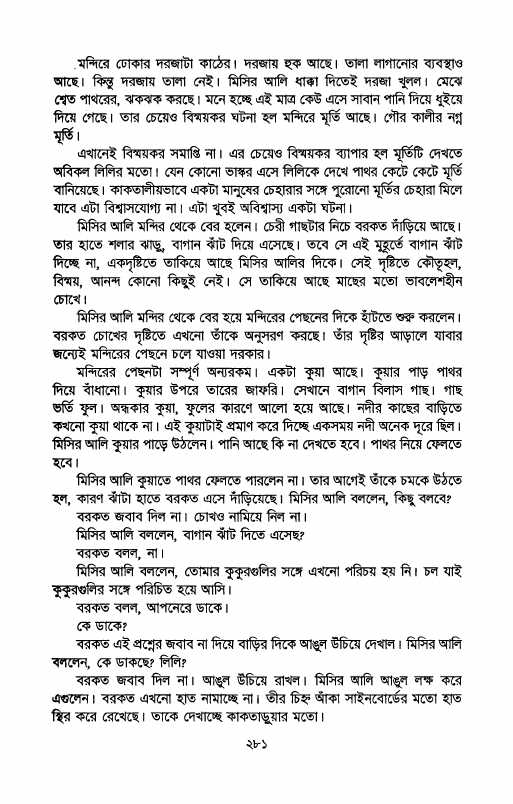 মন্দিরে ঢোকার দরজাটা কাঠের। দরজায় হুক আছে। তালা লাগানোর ব্যবস্থাও
আছে। কিন্তু দরজায় তালা নেই। মিসির আলি ধাক্কা দিতেই দরজা খুলল। মেঝে
শ্বেত পাথরের, ঝকঝক করছে। মনে হচ্ছে এই মাত্র কেউ এসে সাবান পানি দিয়ে ধুইয়ে
দিয়ে গেছে। তার চেয়েও বিস্ময়কর ঘটনা হল মন্দিরে মূর্তি আছে। গৌর কালীর নগ্ন
মূর্তি।
এখানেই বিস্ময়কর সমাপ্তি না। এর চেয়েও বিস্ময়কর ব্যাপার হল মূর্তিটি দেখতে
অবিকল লিলির মতো। যেন কোনো ভাস্কর এসে লিলিকে দেখে পাথর কেটে কেটে মূর্তি
বানিয়েছে। কাকতালীয়ভাবে একটা মানুষের চেহারার সঙ্গে পুরোনো মূর্তির চেহারা মিলে
যাবে এটা বিশ্বাসযোগ্য না। এটা খুবই অবিশ্বাস্য একটা ঘটনা।
মিসির আলি মন্দির থেকে বের হলেন। চেরী গাছটার নিচে বরকত দাঁড়িয়ে আছে।
তার হাতে শলার ঝাড়ু, বাগান ঝাঁট দিয়ে এসেছে। তবে সে এই মুহূর্তে বাগান ঝাঁট
দিচ্ছে না, একদৃষ্টিতে তাকিয়ে আছে মিসির আলির দিকে। সেই দৃষ্টিতে কৌতূহল,
বিস্ময়, আনন্দ কোনো কিছুই নেই। সে তাকিয়ে আছে মাছের মতো ভাবলেশহীন
চোখে।
মিসির আলি মন্দির থেকে বের হয়ে মন্দিরের পেছনের দিকে হাঁটতে শুরু করলেন।
বরকত চোখের দৃষ্টিতে এখনো তাঁকে অনুসরণ করছে। তাঁর দৃষ্টির আড়ালে যাবার
জন্যেই মন্দিরের পেছনে চলে যাওয়া দরকার।
মন্দিরের পেছনটা সম্পূর্ণ অন্যরকম। একটা কুয়া আছে। কুয়ার পাড় পাথর
দিয়ে বাঁধানো। কুয়ার উপরে তারের জাফরি। সেখানে বাগান বিলাস গাছ। গাছ
ভর্তি ফুল। অন্ধকার কুয়া, ফুলের কারণে আলো হয়ে আছে। নদীর কাছের বাড়িতে
কখনো কুয়া থাকে না। এই কুয়াটাই প্রমাণ করে দিচ্ছে একসময় নদী অনেক দূরে ছিল।
মিসির আলি কুয়ার পাড়ে উঠলেন। পানি আছে কি না দেখতে হবে। পাথর নিয়ে ফেলতে
হবে।
মিসির আলি কুয়াতে পাথর ফেলতে পারলেন না। তার আগেই তাঁকে চমকে উঠতে
হল, কারণ ঝাঁটা হাতে বরকত এসে দাঁড়িয়েছে। মিসির আলি বললেন, কিছু বলবে?
বরকত জবাব দিল না। চোখও নামিয়ে নিল না।
মিসির আলি বললেন, বাগান ঝাঁট দিতে এসেছ?
বরকত বলল, না।
মিসির আলি বললেন, তোমার কুকুরগুলির সঙ্গে এখনো পরিচয় হয় নি। চল যাই
কুকুরগুলির সঙ্গে পরিচিত হয়ে আসি।
বরকত বলল, আপনেরে ডাকে।
কে ডাকে?
বরকত এই প্রশ্নের জবাব না দিয়ে বাড়ির দিকে আঙুল উঁচিয়ে দেখাল। মিসির আলি
বললেন, কে ডাকছে? লিলি?
বরকত জবাব দিল না। আঙুল উঁচিয়ে রাখল। মিসির আলি আঙুল লক্ষ করে
এগুলেন। বরকত এখনো হাত নামাচ্ছে না। তীর চিহ্ন আঁকা সাইনবোর্ডের মতো হাত
স্থির করে রেখেছে। তাকে দেখাচ্ছে কাকতাড়ুয়ার মতো।
২৮১